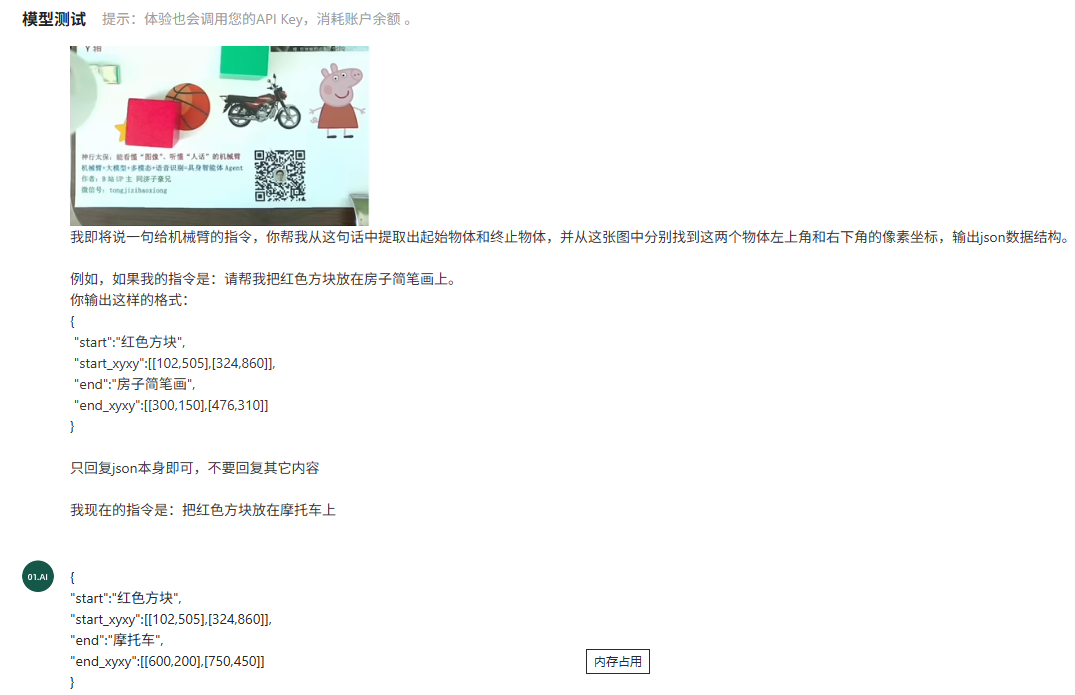 模型测试 提示：体验也会调用您的API Key，消耗账户余额 。
神行太保：能看懂“图像”、听懂“人话”的机械臂
机械臂+大模型+多模态+语音识别=具身智能体Agent
作者：B 站 UP 主 同济子豪兄
微信号：tongjizihaoxiong
我即将说一句给机械臂的指令，你帮我从这句话中提取出起始物体和终止物体，并从这张图中分别找到这两个物体左上角和右下角的像素坐标，输出json数据结构。
例如，如果我的指令是：请帮我把红色方块放在房子简笔画上。
你输出这样的格式：
{
"start":"红色方块",
"start_xyxy":[[102,505],[324,860]],
"end":"房子简笔画",
"end_xyxy":[[300,150],[476,310]]
}
只回复json本身即可，不要回复其它内容
我现在的指令是：把红色方块放在摩托车上
01.AI
{
"start":"红色方块",
"start_xyxy":[[102,505],[324,860]],
"end":"摩托车",
"end_xyxy":[[600,200],[750,450]]
}
内存占用